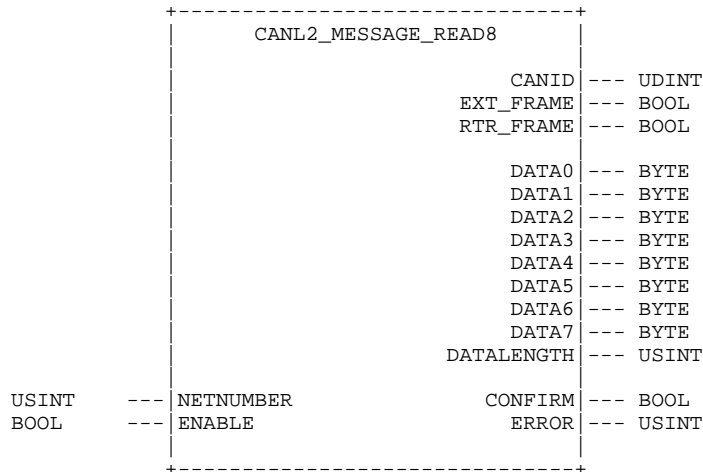 CANL2_MESSAGE_READ8
CANID|--- UDINT
EXT_FRAME|--- BOOL
RTR_FRAME|--- BOOL
DATA0|--- BYTE
DATA1|--- BYTE
DATA2|--- BYTE
DATA3|--- BYTE
DATA4|--- BYTE
DATA5|--- BYTE
DATA6|--- BYTE
DATA7|--- BYTE
DATALENGTH|--- USINT
USINT ---|NETNUMBER CONFIRM|--- BOOL
BOOL ---|ENABLE ERROR|--- USINT